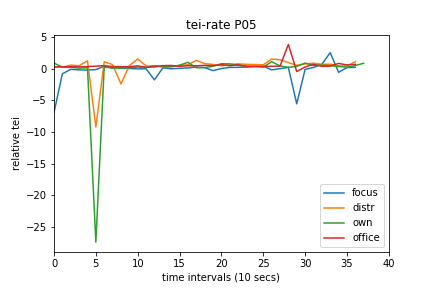 tei-rate P05
5
0
−5
−10
−15
−20
−25
relative tei
focus
distr
own
office
0 5 10 15 20 25 30 35 40
time intervals (10 secs)